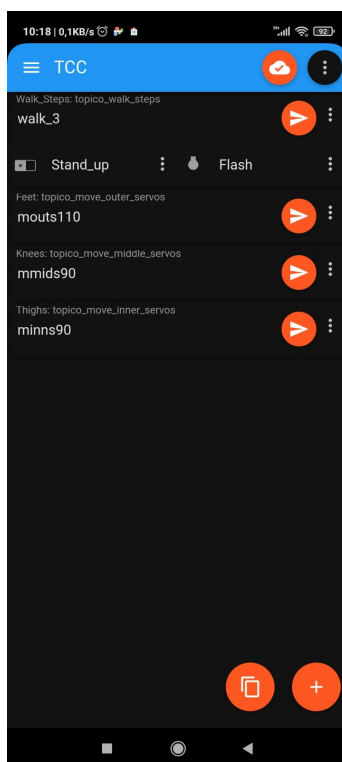 10:18 | 0,1KB/s 92
TCC
Walk_Steps: topico_walk_steps
walk_3
Stand_up Flash
Feet: topico_move_outer_servos
mouts110
Knees: topico_move_middle_servos
mmids90
Thighs: topico_move_inner_servos
minns90